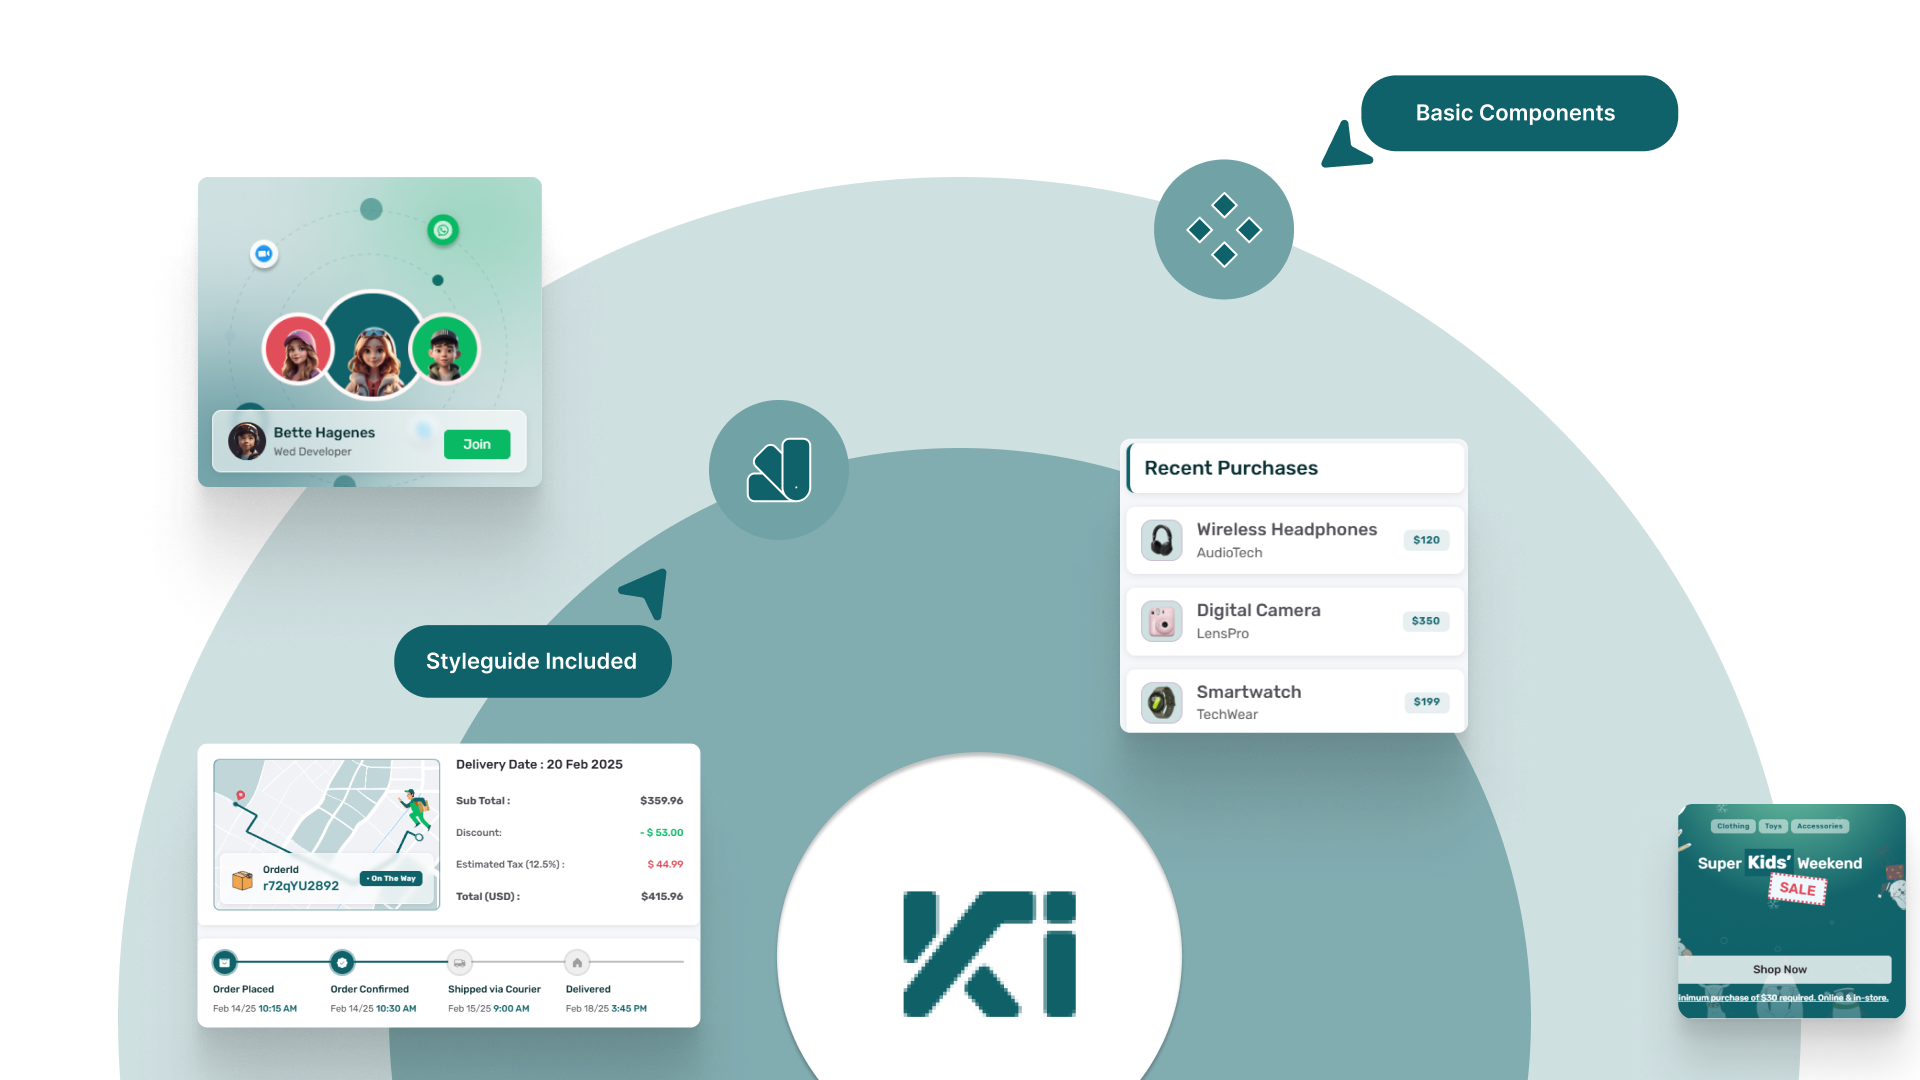 Basic Components
Bette Hagenes
Wed Developer
Join
Styleguide Included
Recent Purchases
Wireless Headphones
AudioTech
$120
Digital Camera
LensPro
$350
Smartwatch
TechWear
$199
Delivery Date : 20 Feb 2025
Sub Total : $359.96
Discount: - $ 53.00
Estimated Tax (12.5%) : $ 44.99
Total (USD) : $415.96
OrderId
r72qYU2892
• On The Way
Order Placed
Feb 14/25 10:15 AM
Order Confirmed
Feb 14/25 10:30 AM
Shipped via Courier
Feb 15/25 9:00 AM
Delivered
Feb 18/25 3:45 PM
Ki
Clothing Toys Accessories
Super Kids' Weekend
SALE
Shop Now
inimum purchase of $30 required. Online & In-store.